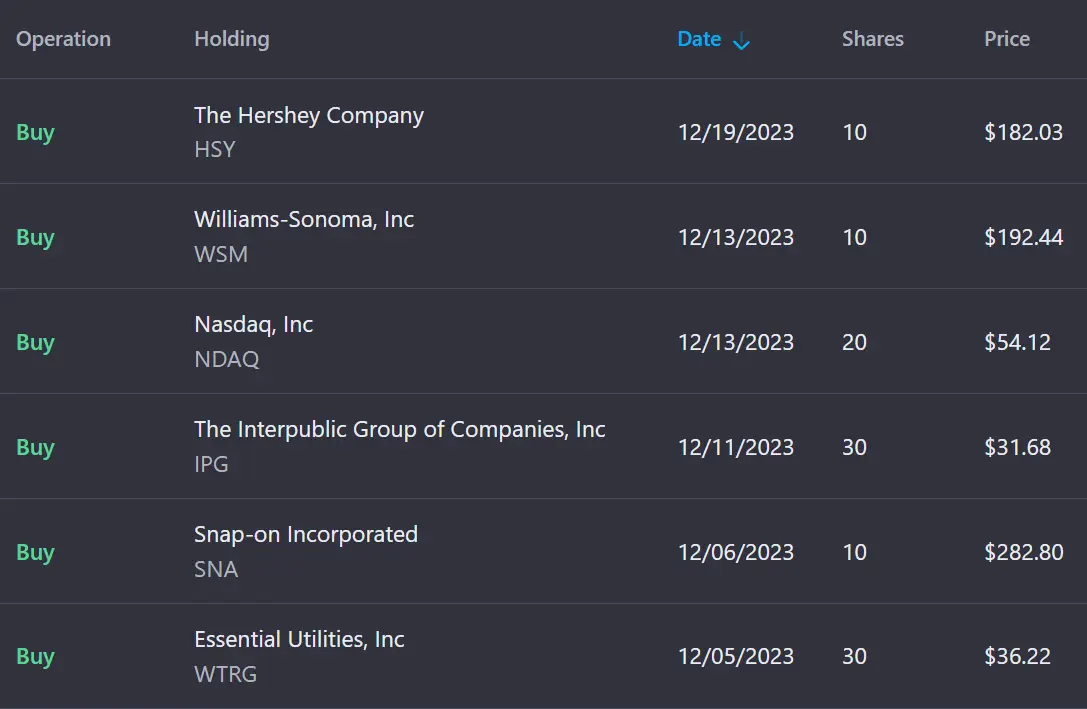 Operation Holding Date Shares Price
The Hershey Company
Buy 12/19/2023 10 $182.03
HSY
Williams-Sonoma, Inc
Buy 12/13/2023 10 $192.44
WSM
Nasdaq, Inc
Buy 12/13/2023 20 $54.12
NDAQ
The Interpublic Group of Companies, Inc
Buy 12/11/2023 30 $31.68
IPG
Snap-on Incorporated
Buy 12/06/2023 10 $282.80
SNA
Essential Utilities, Inc
Buy 12/05/2023 30 $36.22
WTRG